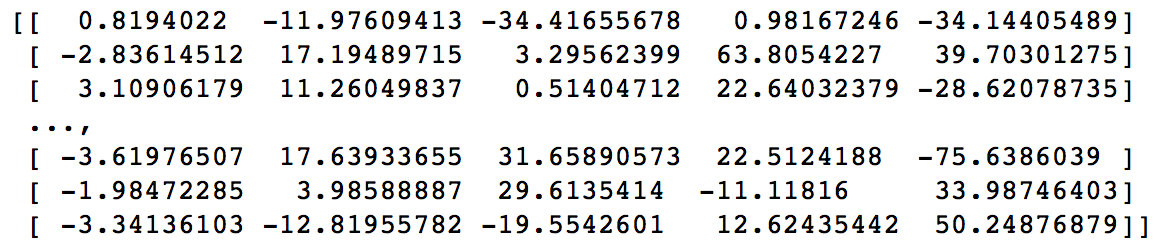 [[  0.8194022  -11.97609413 -34.41655678   0.98167246 -34.14405489]
 [ -2.83614512  17.19489715   3.29562399  63.8054227   39.70301275]
 [  3.10906179  11.26049837   0.51404712  22.64032379 -28.62078735]
 ...,
 [ -3.61976507  17.63933655  31.65890573  22.5124188  -75.6386039 ]
 [ -1.98472285   3.98588887  29.6135414  -11.11816     33.98746403]
 [ -3.34136103 -12.81955782 -19.5542601   12.62435442  50.24876879]]